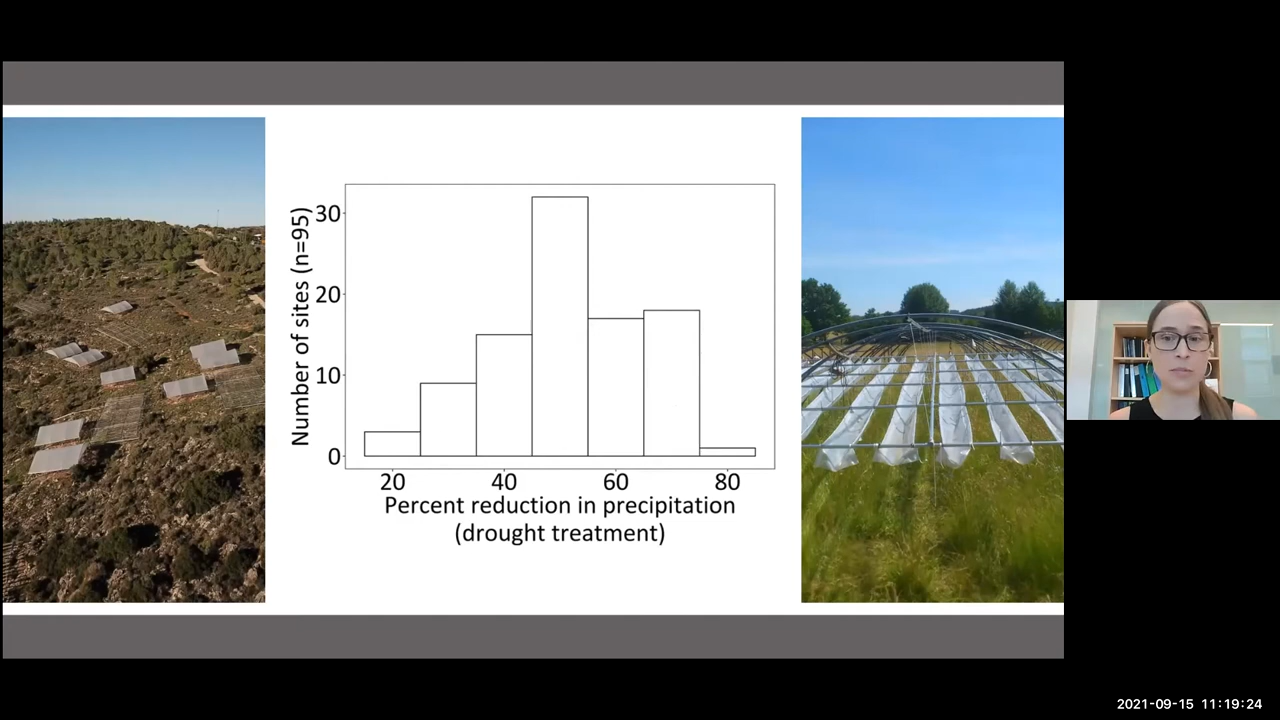 Number of sites (n=95)
30
20
10
0
20 40 60 80
Percent reduction in precipitation
(drought treatment)
2021-09-15 11:19:24